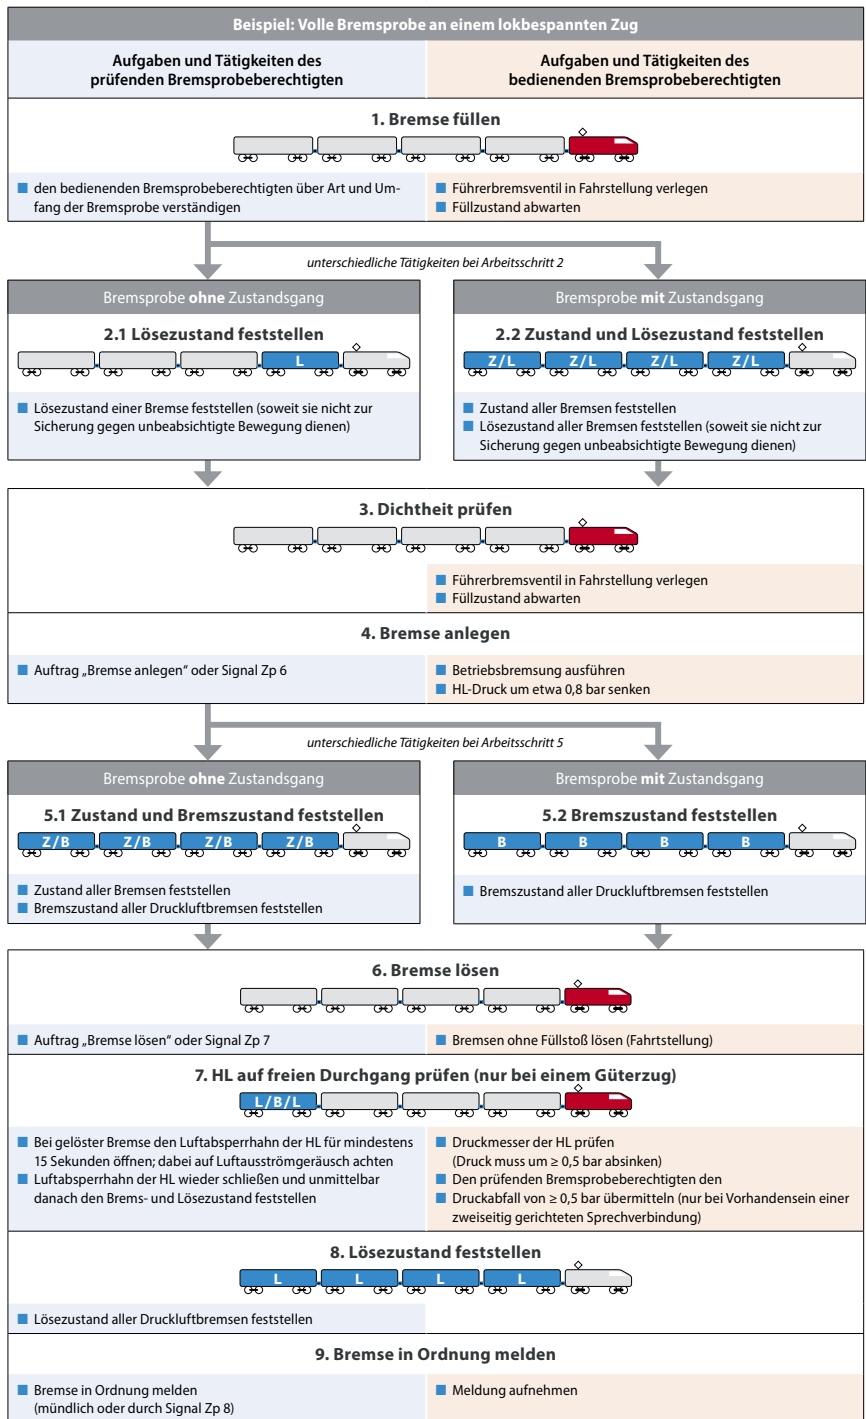 Beispiel: Volle Bremsprobe an einem lokbespannten Zug
Aufgaben und Tätigkeiten des
prüfenden Bremsprobeberechtigten
Aufgaben und Tätigkeiten des
bedienenden Bremsprobeberechtigten
1. Bremse füllen
den bedienenden Bremsprobeberechtigten über Art und Um-
fang der Bremsprobe verständigen
Führerbremsventil in Fahrstellung verlegen
Füllzustand abwarten
unterschiedliche Tätigkeiten bei Arbeitsschritt 2
Bremsprobe ohne Zustandsgang
2.1 Lösezustand feststellen
L
Lösezustand einer Bremse feststellen (soweit sie nicht zur
Sicherung gegen unbeabsichtigte Bewegung dienen)
Bremsprobe mit Zustandsgang
2.2 Zustand und Lösezustand feststellen
Z/L Z/L Z/L Z/L
Zustand aller Bremsen feststellen
Lösezustand aller Bremsen feststellen (soweit sie nicht zur
Sicherung gegen unbeabsichtigte Bewegung dienen)
3. Dichtheit prüfen
Führerbremsventil in Fahrstellung verlegen
Füllzustand abwarten
4. Bremse anlegen
Auftrag „Bremse anlegen“ oder Signal Zp 6
Betriebsbremsung ausführen
HL-Druck um etwa 0,8 bar senken
unterschiedliche Tätigkeiten bei Arbeitsschritt 5
Bremsprobe ohne Zustandsgang
5.1 Zustand und Bremszustand feststellen
Z/B Z/B Z/B Z/B
Zustand aller Bremsen feststellen
Bremszustand aller Druckluftbremsen feststellen
Bremsprobe mit Zustandsgang
5.2 Bremszustand feststellen
B B B B
Bremszustand aller Druckluftbremsen feststellen
6. Bremse lösen
Auftrag „Bremse lösen“ oder Signal Zp 7
Bremsen ohne Füllstoß lösen (Fahrtstellung)
7. HL auf freien Durchgang prüfen (nur bei einem Güterzug)
L/B/L
Bei gelöster Bremse den Luftabsperrhahn der HL für mindestens
15 Sekunden öffnen; dabei auf Luftausströmgeräusch achten
Luftabsperrhahn der HL wieder schließen und unmittelbar
danach den Brems- und Lösezustand feststellen
Druckmesser der HL prüfen
(Druck muss um ≥ 0,5 bar absinken)
Den prüfenden Bremsprobeberechtigten den
Druckabfall von ≥ 0,5 bar übermitteln (nur bei Vorhandensein einer
zweiseitig gerichteten Sprechverbindung)
8. Lösezustand feststellen
L L L L
Lösezustand aller Druckluftbremsen feststellen
9. Bremse in Ordnung melden
Bremse in Ordnung melden
(mündlich oder durch Signal Zp 8)
Meldung aufnehmen